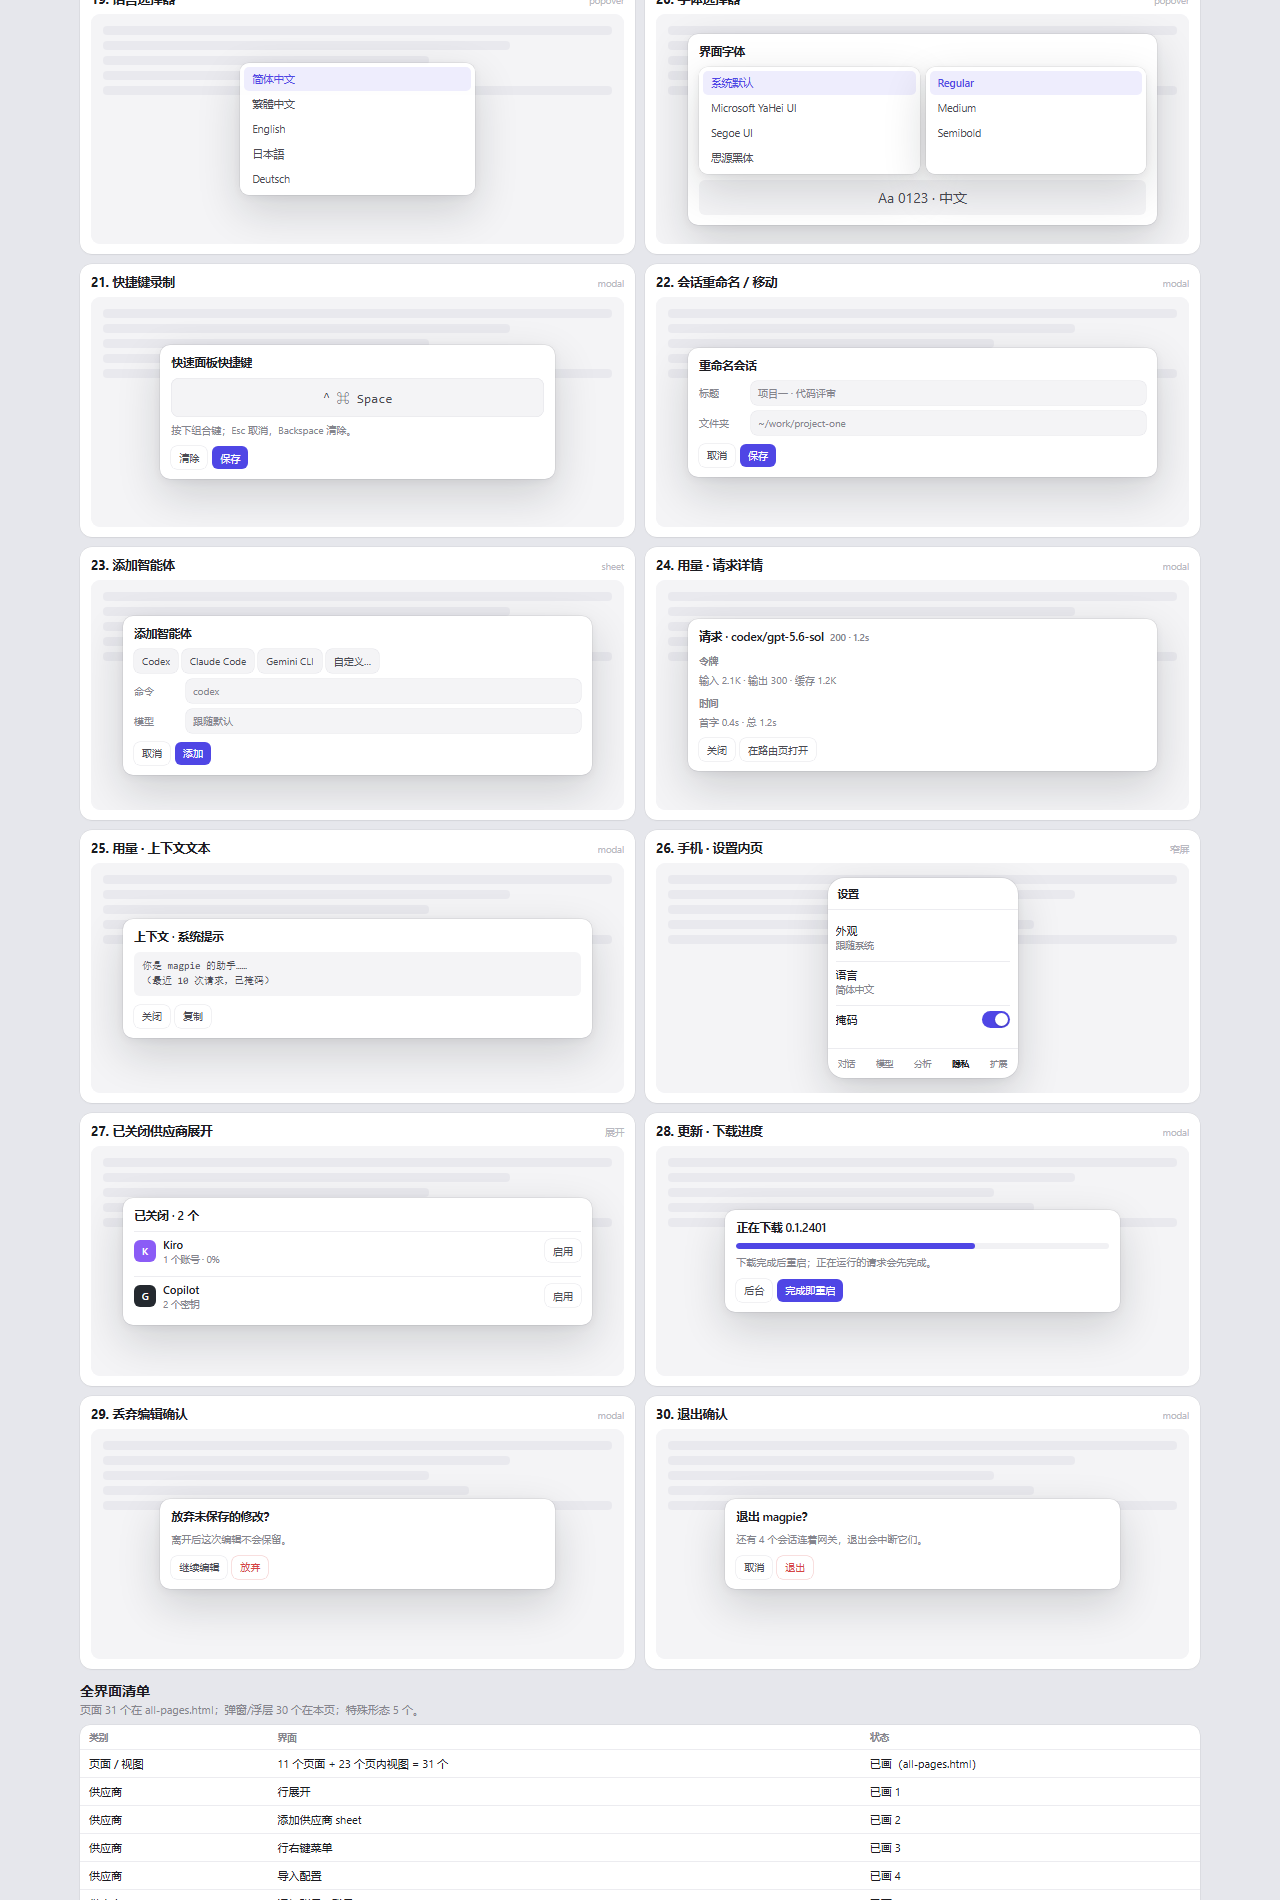 19. 语言选择器 popover
简体中文
繁體中文
English
日本語
Deutsch
20. 字体选择器 popover
界面字体
系统默认
Microsoft YaHei UI
Segoe UI
思源黑体
Regular
Medium
Semibold
Aa 0123 · 中文
21. 快捷键录制 modal
快速面板快捷键
^ ⌘ Space
按下组合键；Esc 取消，Backspace 清除。
清除 保存
22. 会话重命名 / 移动 modal
重命名会话
标题 项目一 · 代码评审
文件夹 ~/work/project-one
取消 保存
23. 添加智能体 sheet
添加智能体
Codex Claude Code Gemini CLI 自定义...
命令 codex
模型 跟随默认
取消 添加
24. 用量 · 请求详情 modal
请求 · codex/gpt-5.6-sol 200 · 1.2s
令牌
输入 2.1K · 输出 300 · 缓存 1.2K
时间
首字 0.4s · 总 1.2s
关闭 在路由页打开
25. 用量 · 上下文文本 modal
上下文 · 系统提示
你是 magpie 的助手……
（最近 10 次请求，已掩码）
关闭 复制
26. 手机 · 设置内页 窄屏
设置
外观
跟随系统
语言
简体中文
掩码
对话 模型 分析 隐私 扩展
27. 已关闭供应商展开 展开
已关闭 · 2 个
K Kiro
1 个账号 · 0%
启用
G Copilot
2 个密钥
启用
28. 更新 · 下载进度 modal
正在下载 0.1.2401
下载完成后重启；正在运行的请求会先完成。
后台 完成即重启
29. 丢弃编辑确认 modal
放弃未保存的修改？
离开后这次编辑不会保留。
继续编辑 放弃
30. 退出确认 modal
退出 magpie？
还有 4 个会话连着网关，退出会中断它们。
取消 退出
全界面清单
页面 31 个在 all-pages.html；弹窗/浮层 30 个在本页；特殊形态 5 个。
类别 界面 状态
页面 / 视图 11 个页面 + 23 个页内视图 = 31 个 已画（all-pages.html）
供应商 行展开 已画 1
供应商 添加供应商 sheet 已画 2
供应商 行右键菜单 已画 3
供应商 导入配置 已画 4